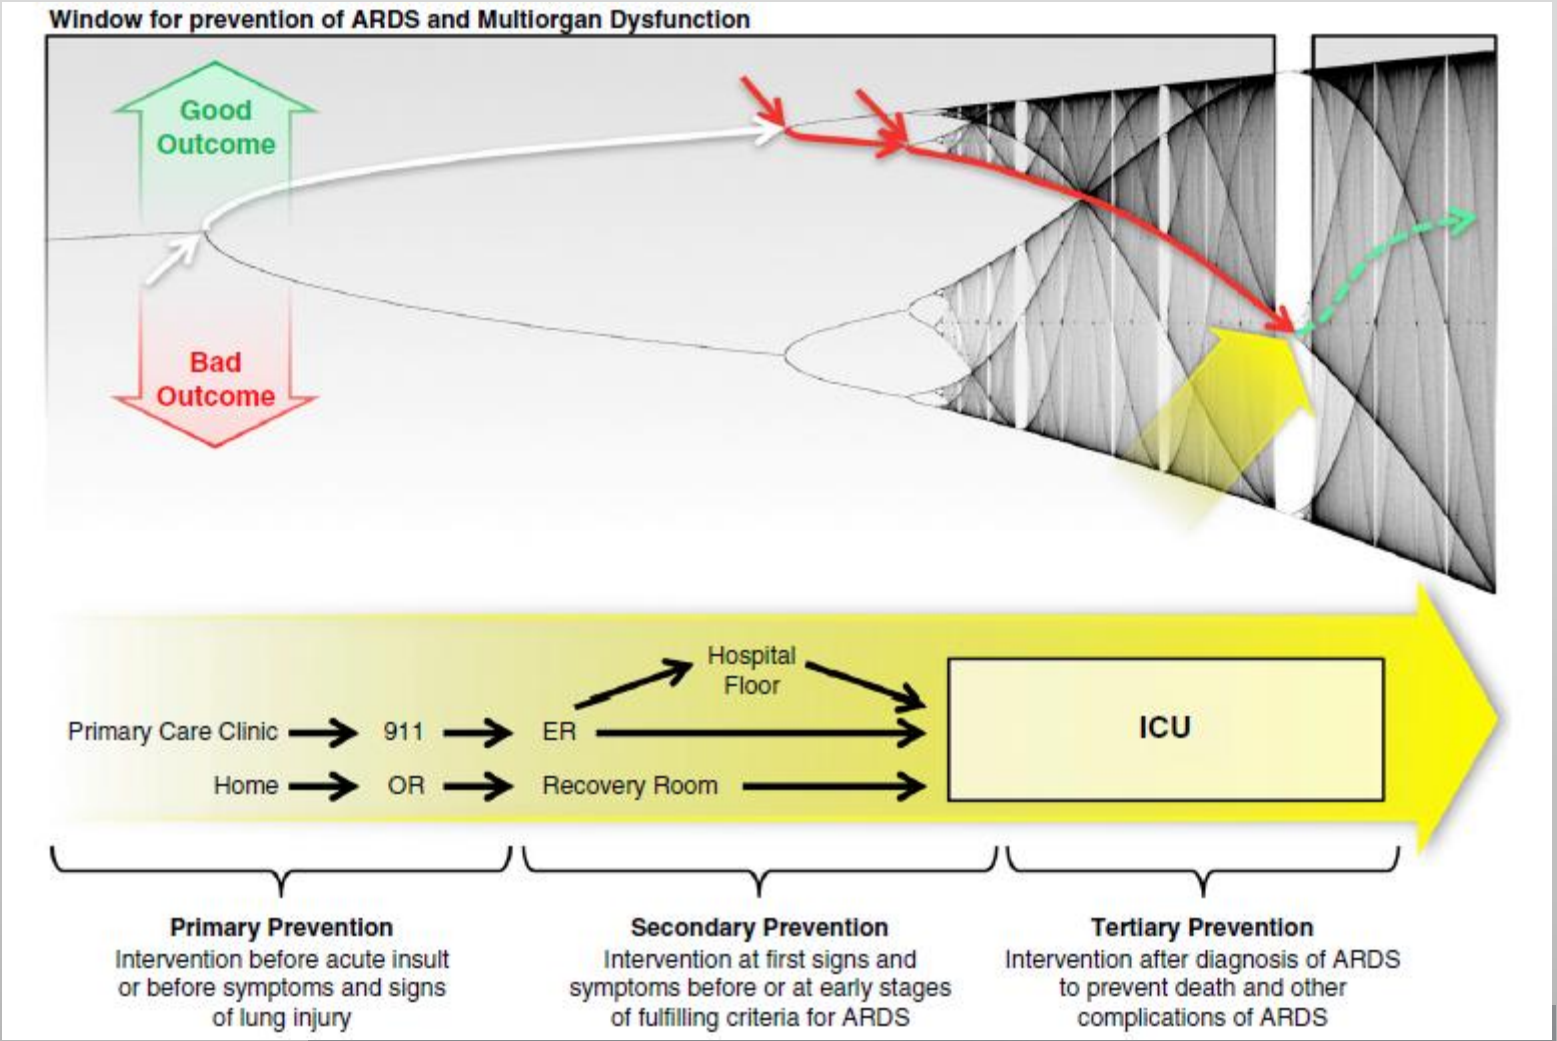 Window for prevention of ARDS and Multiorgan Dysfunction
Good
Outcome
Bad
Outcome
Hospital
Floor
Primary Care Clinic 911 ER
ICU
Home OR Recovery Room
Primary Prevention
Intervention before acute insult
or before symptoms and signs
of lung injury
Secondary Prevention
Intervention at first signs and
symptoms before or at early stages
of fulfilling criteria for ARDS
Tertiary Prevention
Intervention after diagnosis of ARDS
to prevent death and other
complications of ARDS